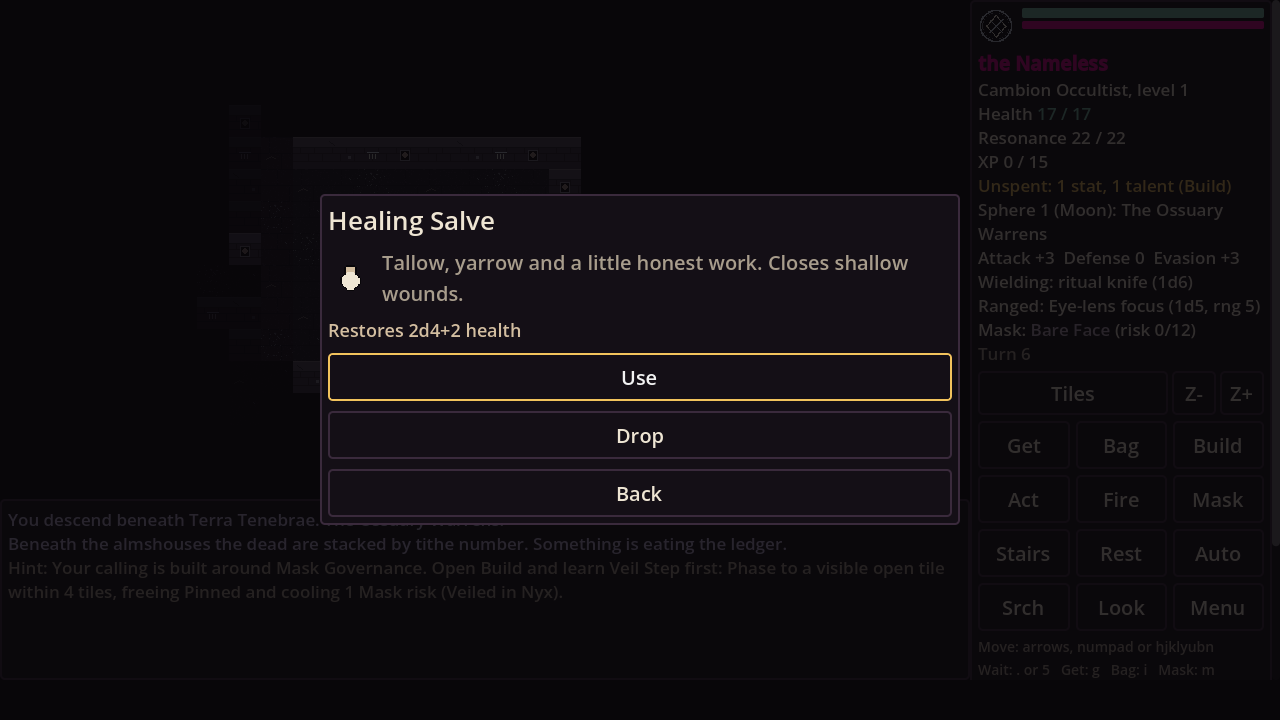 the Nameless
Cambion Occultist, level 1
Health 17 / 17
Resonance 22 / 22
XP 0 / 15
Unspent: 1 stat, 1 talent (Build)
Sphere 1 (Moon): The Ossuary
Warrens
Attack +3 Defense 0 Evasion +3
Wielding: ritual knife (1d6)
Ranged: Eye-lens focus (1d5, rng 5)
Mask: Bare Face (risk 0/12)
Turn 6
Tiles
Z-
Z+
Get
Bag
Build
Act
Fire
Mask
Stairs
Rest
Auto
Srch
Look
Menu
Move: arrows, numpad or hjklyubn
Wait: . or 5 Get: g Bag: i Mask: m
Healing Salve
Tallow, yarrow and a little honest work. Closes shallow
wounds.
Restores 2d4+2 health
Use
Drop
Back
You descend beneath Terra Tenebrae.
Beneath the almshouses the dead are stacked by tithe number. Something is eating the ledger.
Hint: Your calling is built around Mask Governance. Open Build and learn Veil Step first: Phase to a visible open tile
within 4 tiles, freeing Pinned and cooling 1 Mask risk (Veiled in Nyx).